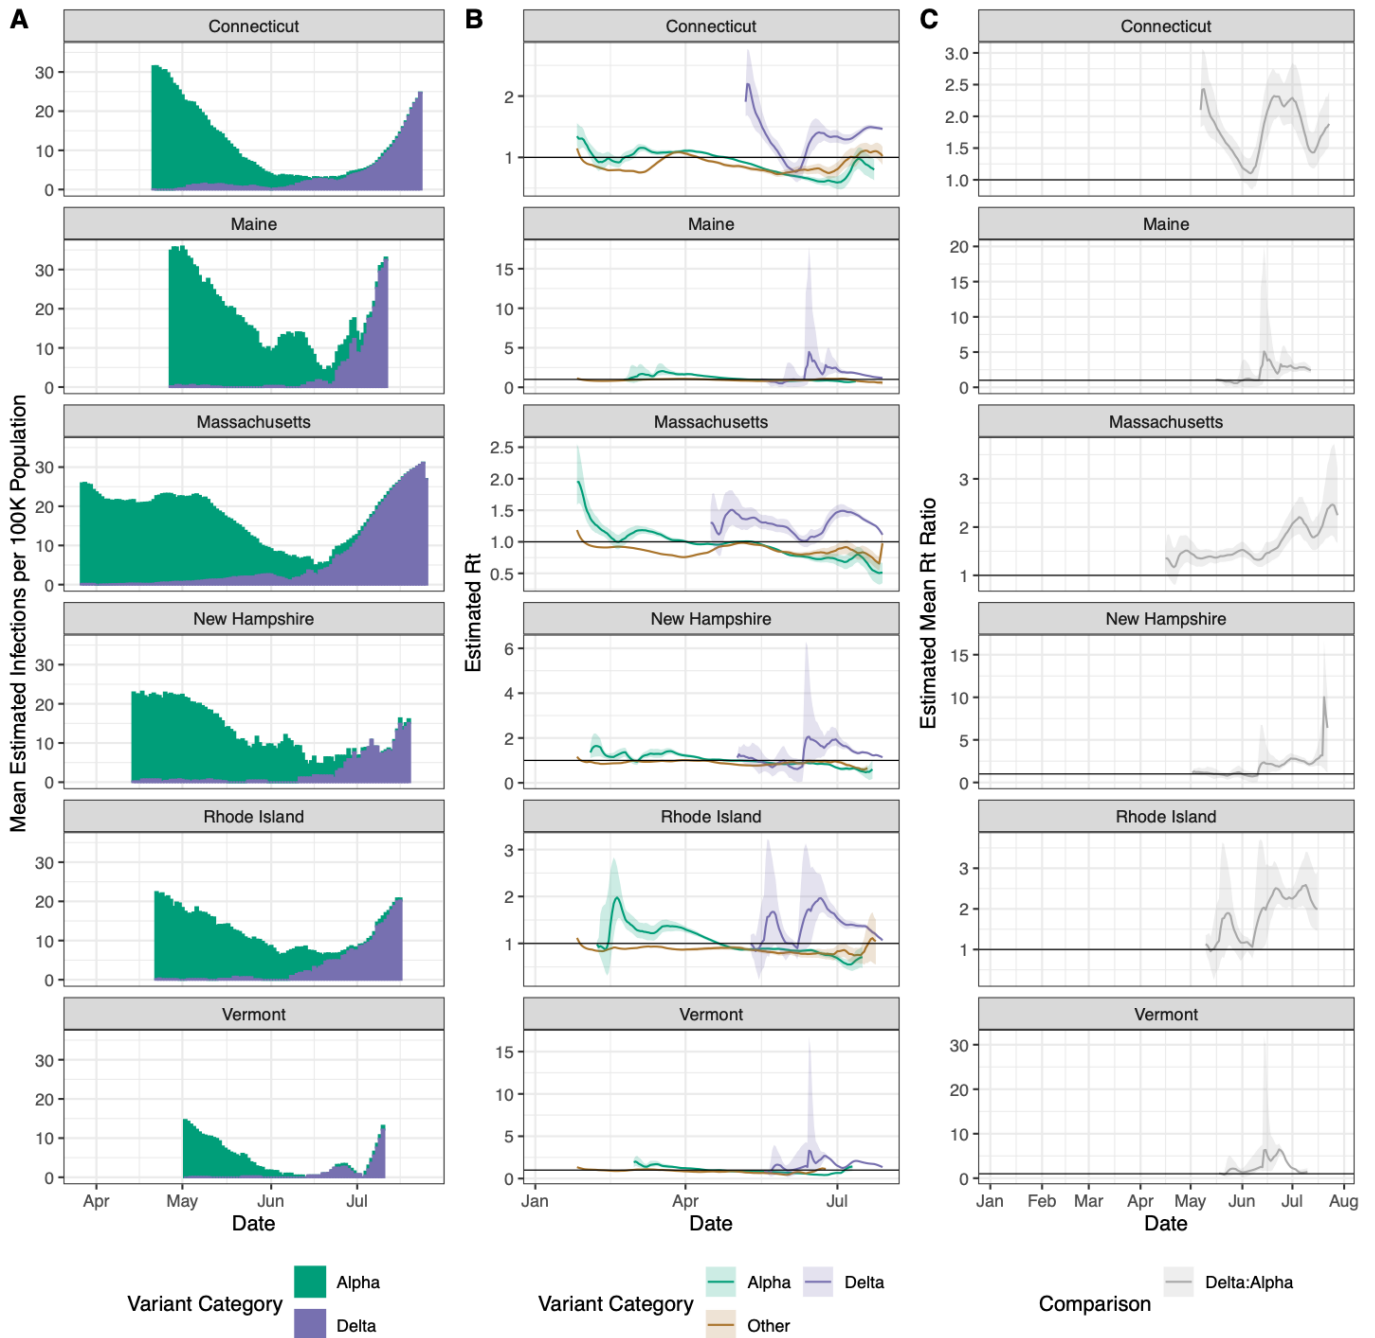 A
Mean Estimated Infections per 100K Population
Connecticut
30
20
10
0
Maine
30
20
10
0
Massachusetts
30
20
10
0
New Hampshire
30
20
10
0
Rhode Island
30
20
10
0
Vermont
30
20
10
0
Apr May Jun Jul
Date
Variant Category
Alpha
Delta
B
Estimated Rt
Connecticut
2
1
Maine
15
10
5
0
Massachusetts
2.5
2.0
1.5
1.0
0.5
New Hampshire
6
4
2
0
Rhode Island
3
2
1
Vermont
15
10
5
0
Jan Apr Jul
Date
Variant Category
Alpha
Delta
Other
C
Estimated Mean Rt Ratio
Connecticut
3.0
2.5
2.0
1.5
1.0
Maine
20
15
10
5
0
Massachusetts
3
2
1
New Hampshire
15
10
5
0
Rhode Island
3
2
1
Vermont
30
20
10
0
Jan Feb Mar Apr May Jun Jul Aug
Date
Comparison
Delta:Alpha